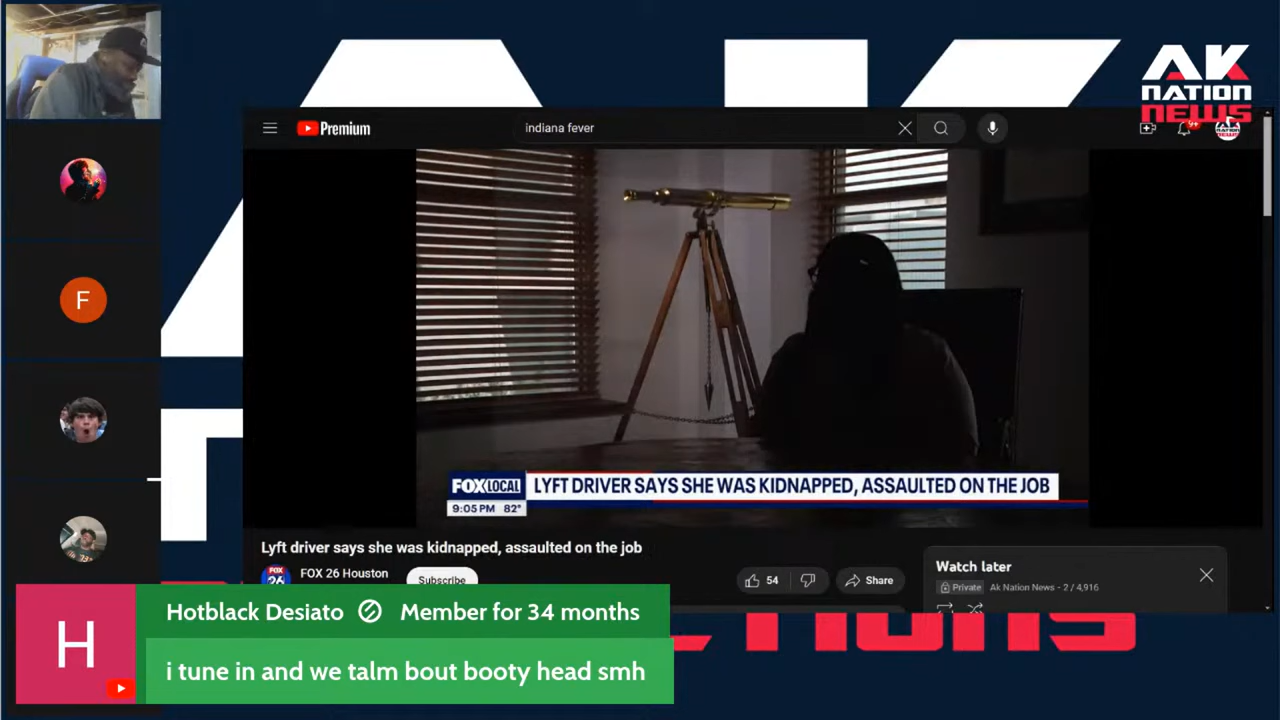 AK
NATION
NEWS
Premium
indiana fever
9+
F
FOX LOCAL
LYFT DRIVER SAYS SHE WAS KIDNAPPED, ASSAULTED ON THE JOB
9:05 PM 82°
Lyft driver says she was kidnapped, assaulted on the job
FOX 26
FOX 26 Houston
Subscribe
54
Share
Watch later
Private
Ak Nation News - 2 / 4,916
H
Hotblack Desiato
Member for 34 months
i tune in and we talm bout booty head smh